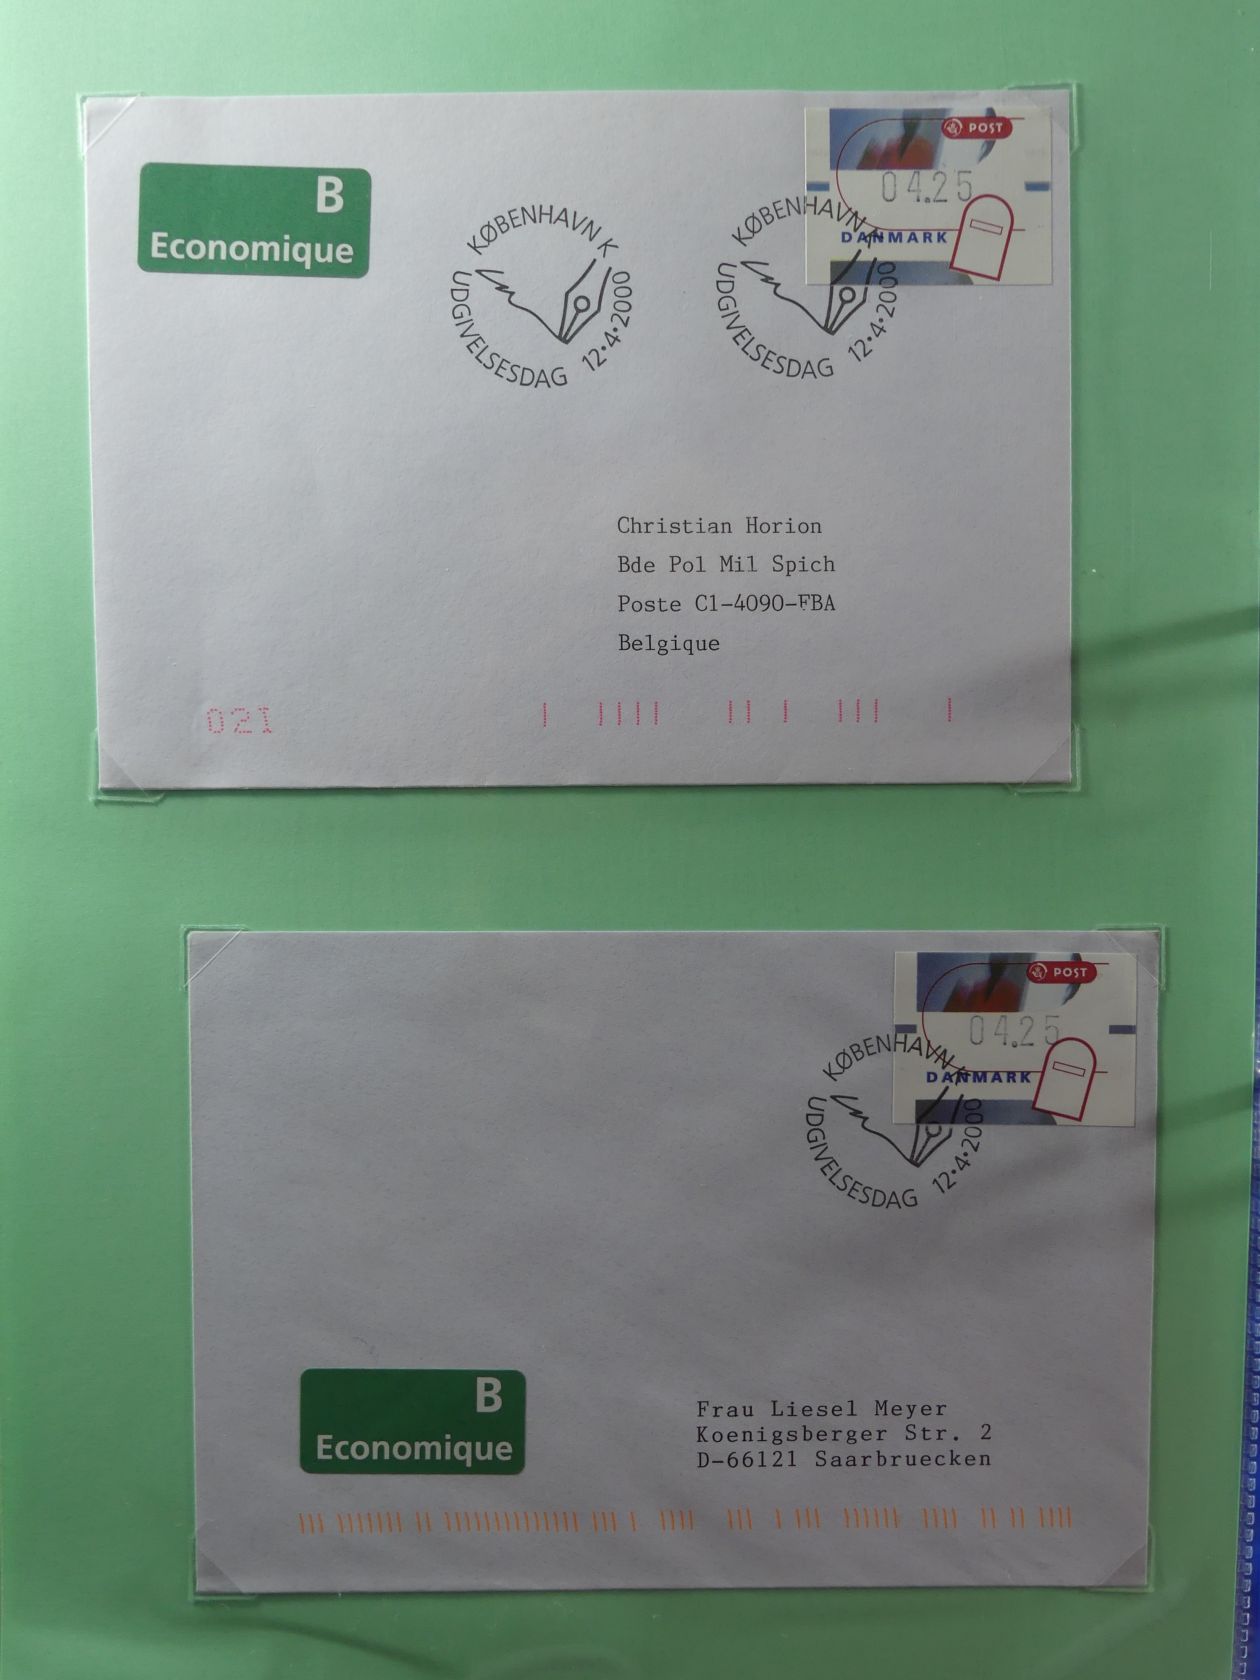 B
Economique
KØBENHAVN K
UDGIVELSESDAG 12•4•2000
KØBENHAVN K
UDGIVELSESDAG 12•4•2000
POST
04.25
DANMARK
Christian Horion
Bde Pol Mil Spich
Poste C1-4090-FBA
Belgique
021
POST
04.25
DANMARK
KØBENHAVN K
UDGIVELSESDAG 12•4•2000
B
Economique
Frau Liesel Meyer
Koenigsberger Str. 2
D-66121 Saarbruecken